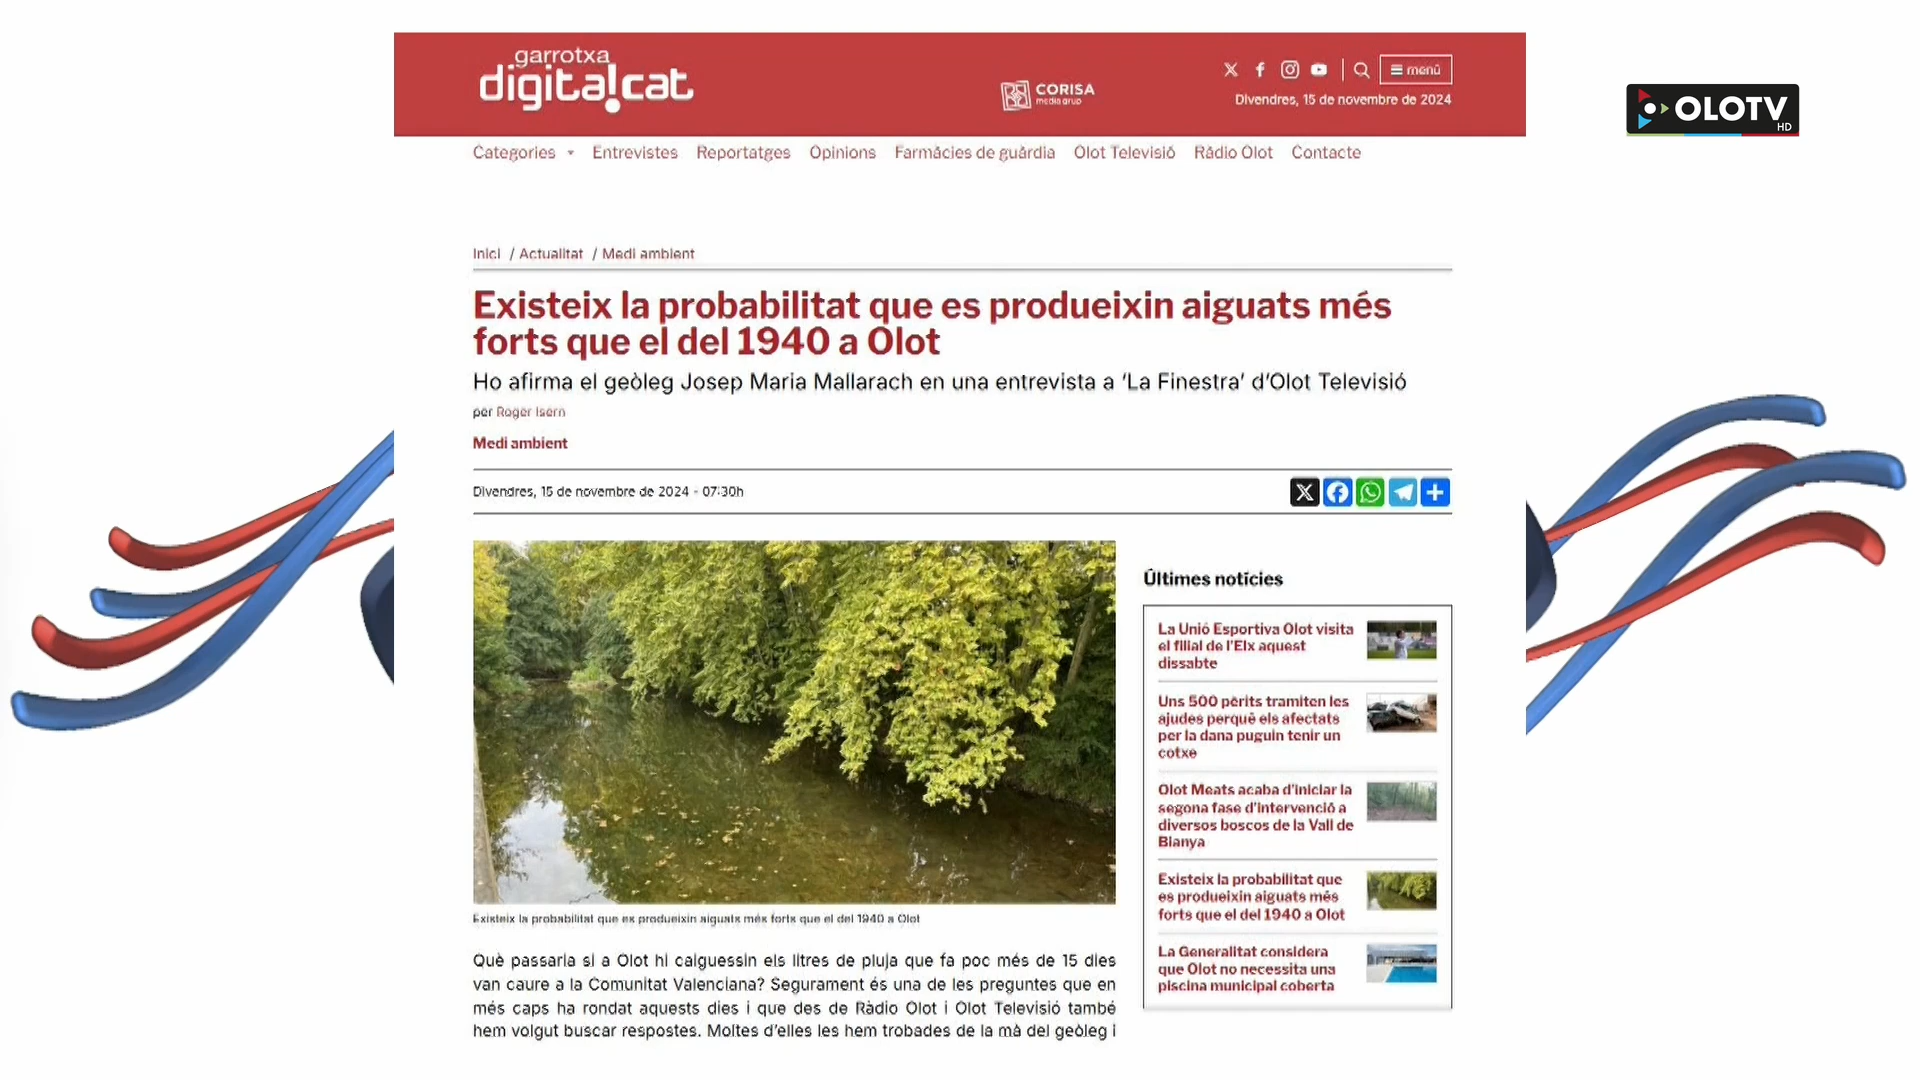 garrotxa
digital!cat
CORISA
media grup
menú
Divendres, 15 de novembre de 2024
OLOTV
HD
Categories
Entrevistes
Reportatges
Opinions
Farmàcies de guàrdia
Olot Televisió
Ràdio Olot
Contacte
Inici / Actualitat / Medi ambient
Existeix la probabilitat que es produeixin aiguats més
forts que el del 1940 a Olot
Ho afirma el geòleg Josep Maria Mallarach en una entrevista a ‘La Finestra’ d’Olot Televisió
per Roger Isern
Medi ambient
Divendres, 15 de novembre de 2024 - 07:30h
Existeix la probabilitat que es produeixin aiguats més forts que el del 1940 a Olot
Què passaria si a Olot hi caiguessin els litres de pluja que fa poc més de 15 dies
van caure a la Comunitat Valenciana? Segurament és una de les preguntes que en
més caps ha rondat aquests dies i que des de Ràdio Olot i Olot Televisió també
hem volgut buscar respostes. Moltes d’elles les hem trobades de la mà del geòleg i
Últimes notícies
La Unió Esportiva Olot visita
el filial de l’Elx aquest
dissabte
Uns 500 pèrits tramiten les
ajudes perquè els afectats
per la dana puguin tenir un
cotxe
Olot Meats acaba d’iniciar la
segona fase d’intervenció a
diversos boscos de la Vall de
Bianya
Existeix la probabilitat que
es produeixin aiguats més
forts que el del 1940 a Olot
La Generalitat considera
que Olot no necessita una
piscina municipal coberta